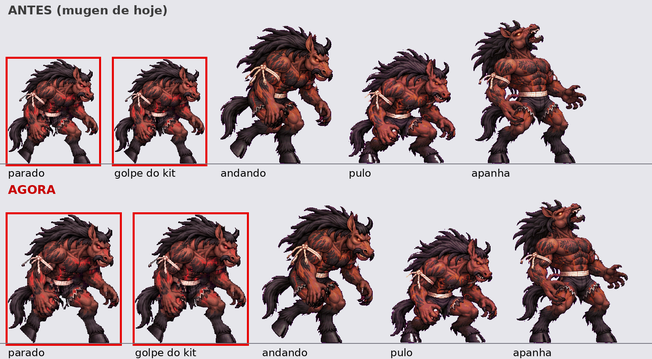 ANTES (mugen de hoje)
parado golpe do kit andando pulo apanha
AGORA
parado golpe do kit andando pulo apanha